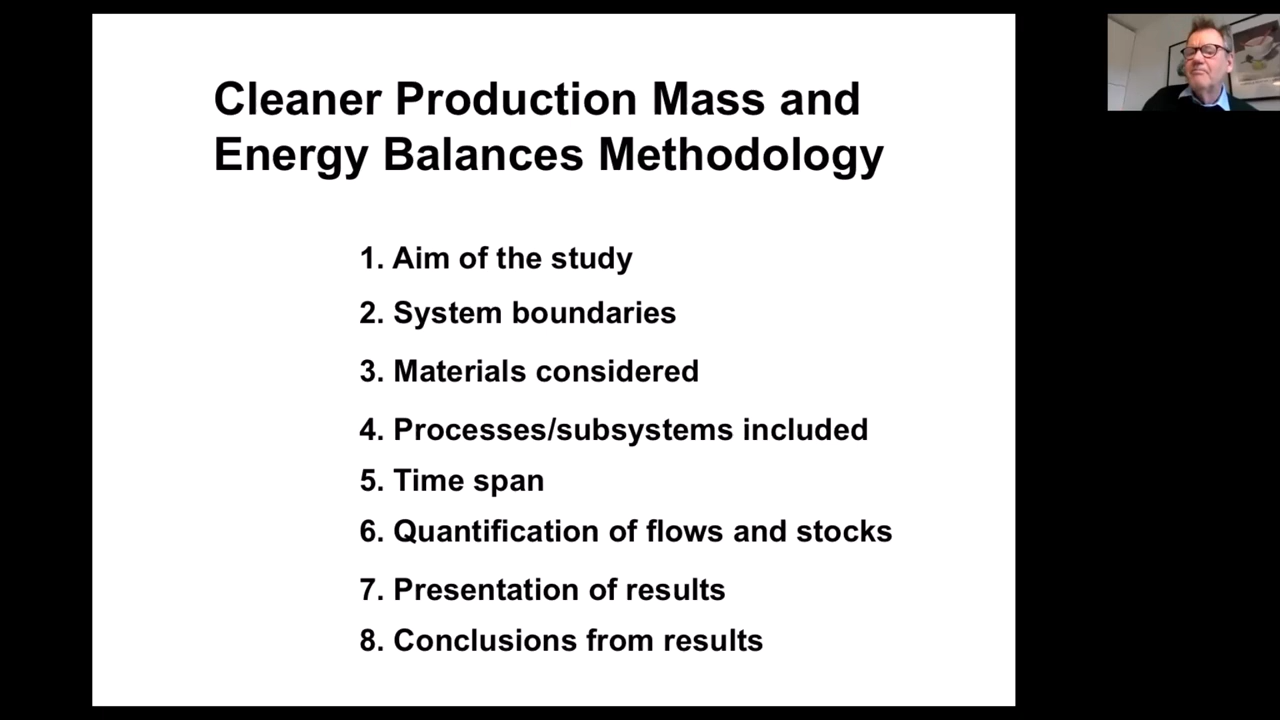 Cleaner Production Mass and
Energy Balances Methodology
1. Aim of the study
2. System boundaries
3. Materials considered
4. Processes/subsystems included
5. Time span
6. Quantification of flows and stocks
7. Presentation of results
8. Conclusions from results